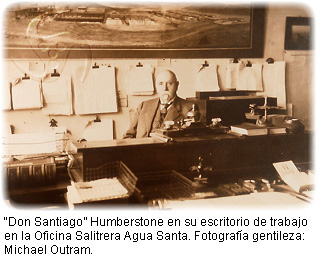 "Don Santiago" Humberstone en su escritorio de trabajo
en la Oficina Salitrera Agua Santa. Fotografía gentileza:
Michael Outram.